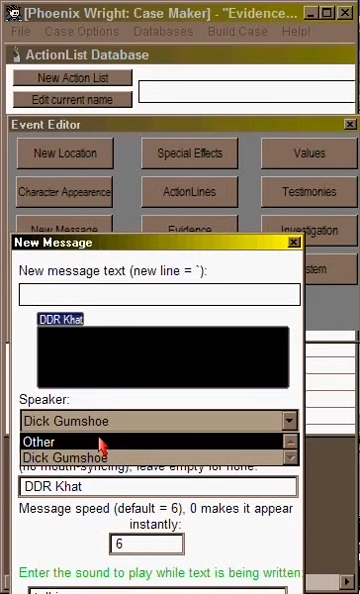 [Phoenix Wright: Case Maker] - "Evidence...
File Case Options Databases Build Case Help!
ActionList Database
New Action List
Edit current name
Event Editor
New Location Special Effects Values
Character Appearence ActionLines Testimonies
New Message Evidence Investigation
New Message
New message text (new line = `):
DDR Khat
Speaker:
Dick Gumshoe
Other
Dick Gumshoe
(no mouth-syncing), leave empty for none:
DDR Khat
Message speed (default = 6), 0 makes it appear
instantly:
6
Enter the sound to play while text is being written: